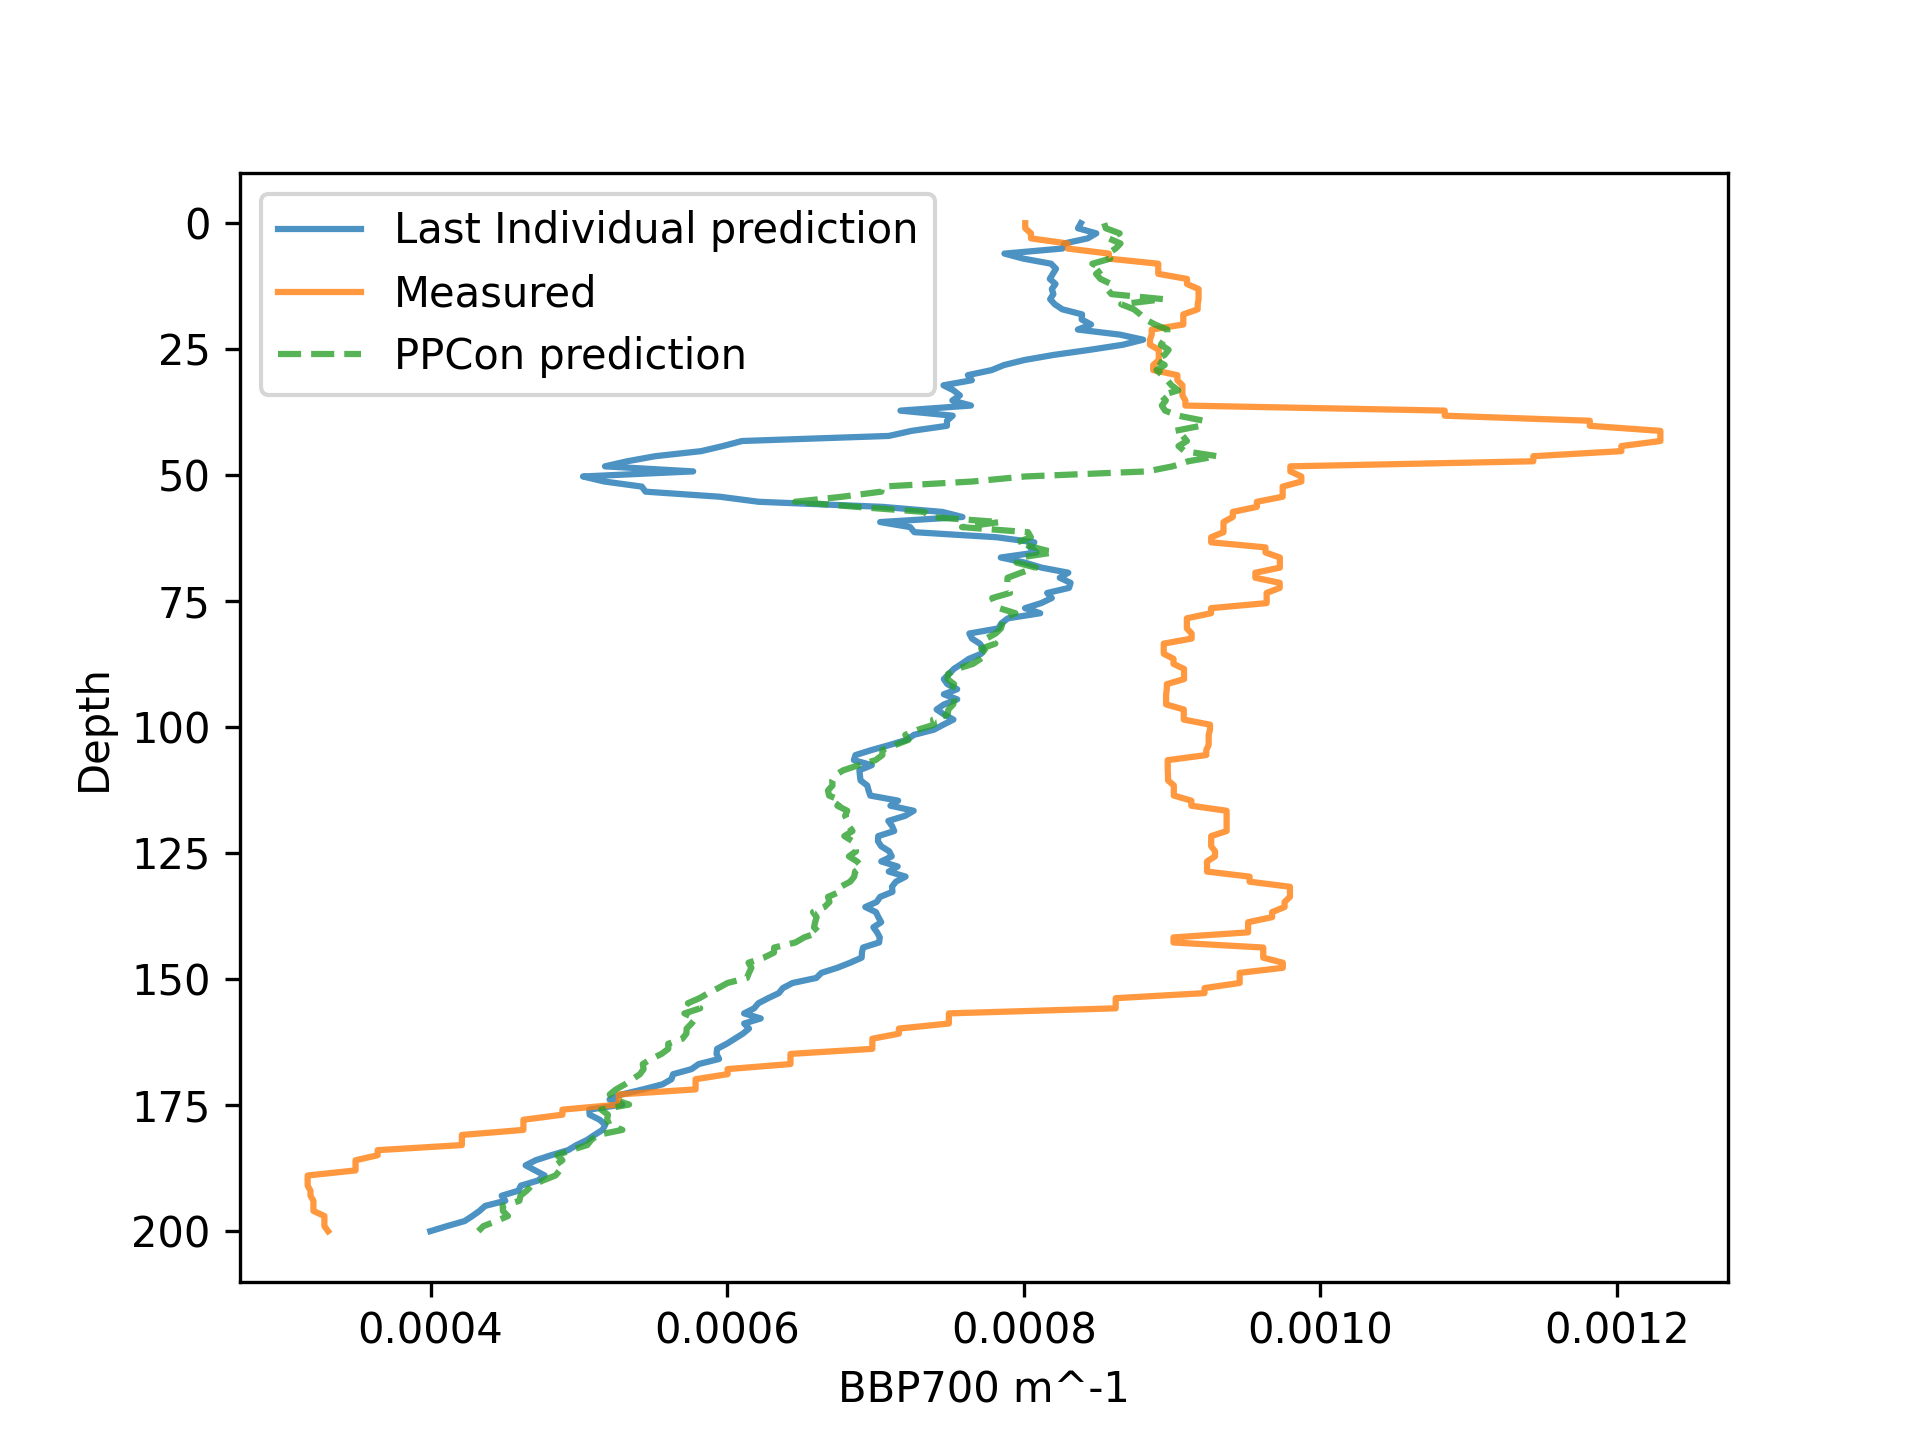 Last Individual prediction
Measured
PPCon prediction
0
25
50
75
100
125
150
175
200
Depth
0.0004 0.0006 0.0008 0.0010 0.0012
BBP700 m^-1